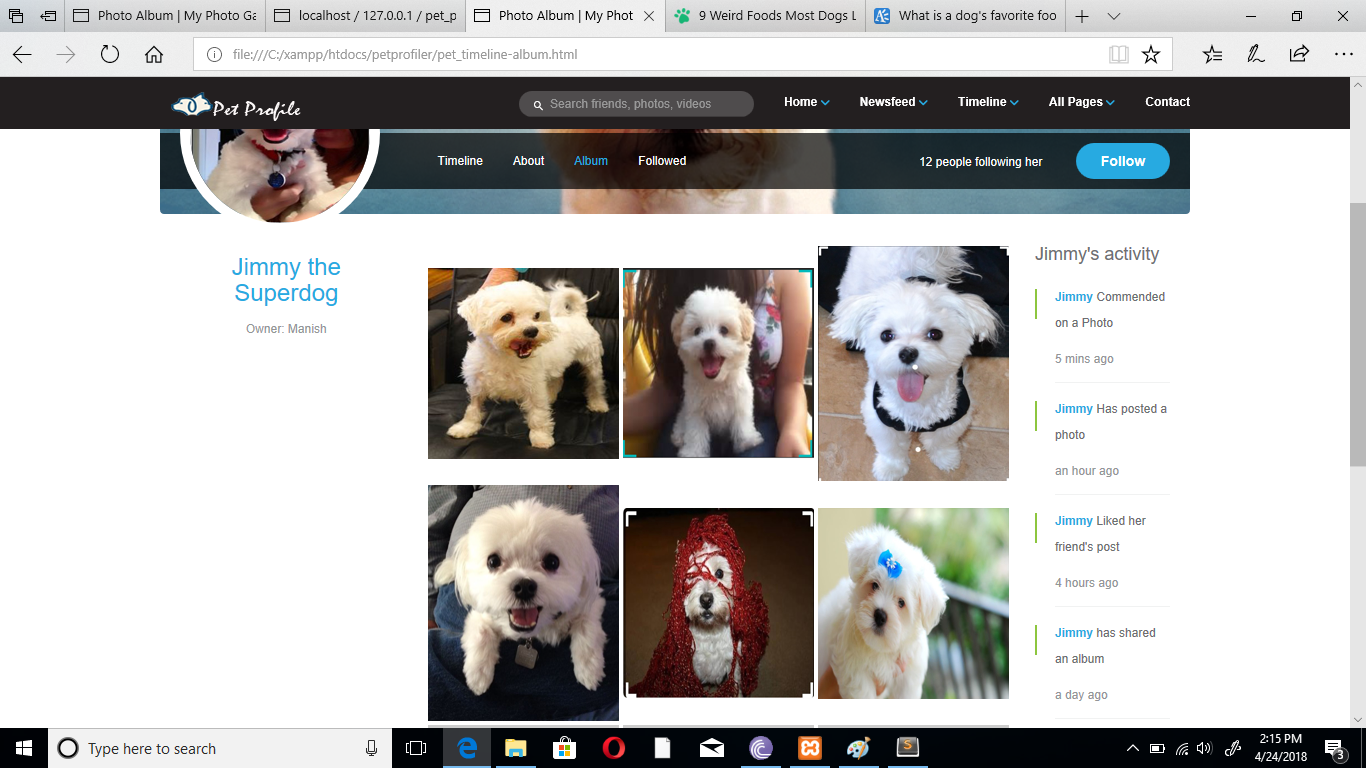 Photo Album | My Photo Ga
localhost / 127.0.0.1 / pet_p
Photo Album | My Phot
9 Weird Foods Most Dogs L
What is a dog's favorite foo
file:///C:/xampp/htdocs/petprofiler/pet_timeline-album.html
Pet Profile
Search friends, photos, videos
Home
Newsfeed
Timeline
All Pages
Contact
Timeline
About
Album
Followed
12 people following her
Follow
Jimmy the
Superdog
Owner: Manish
Jimmy's activity
Jimmy Commended
on a Photo
5 mins ago
Jimmy Has posted a
photo
an hour ago
Jimmy Liked her
friend's post
4 hours ago
Jimmy has shared
an album
a day ago
Type here to search
2:15 PM
4/24/2018
3